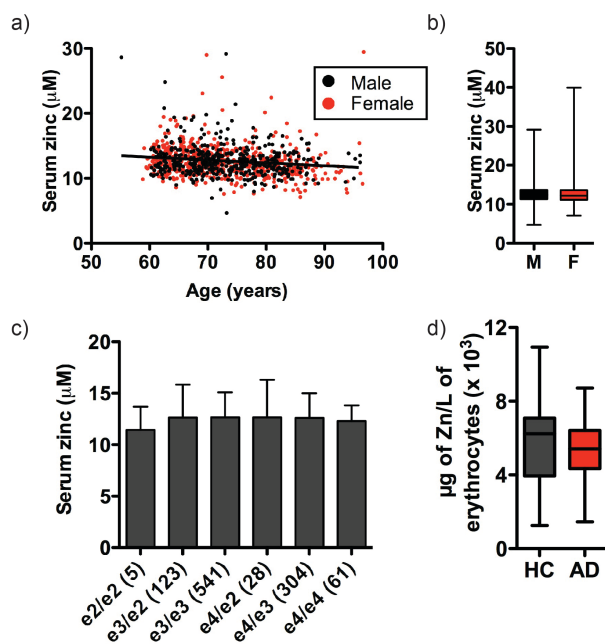 a)
Serum zinc (μM)
30
20
10
0
50
60
70
80
90
100
Age (years)
Male
Female
b)
Serum zinc (μM)
50
40
30
20
10
0
M
F
c)
Serum zinc (μM)
20
15
10
5
0
e2/e2 (5)
e3/e2 (123)
e3/e3 (541)
e4/e2 (28)
e4/e3 (304)
e4/e4 (61)
d)
μg of Zn/L of
erythrocytes (x 10³)
12
8
4
0
HC
AD